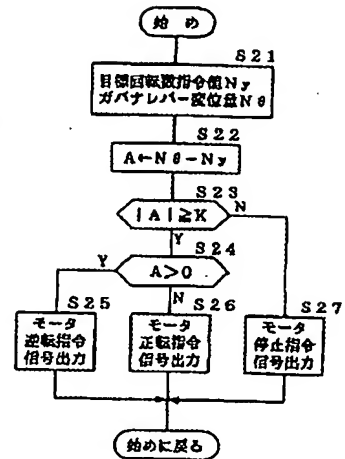 始め
S21
目標回転数指令値Ny
ガバナレバー変位量Nθ
S22
A←Nθ-Ny
S23
|A|≧K
N
Y
S24
Y
A>0
N
S25
モータ
逆転指令
信号出力
S26
モータ
正転指令
信号出力
S27
モータ
停止指令
信号出力
始めに戻る